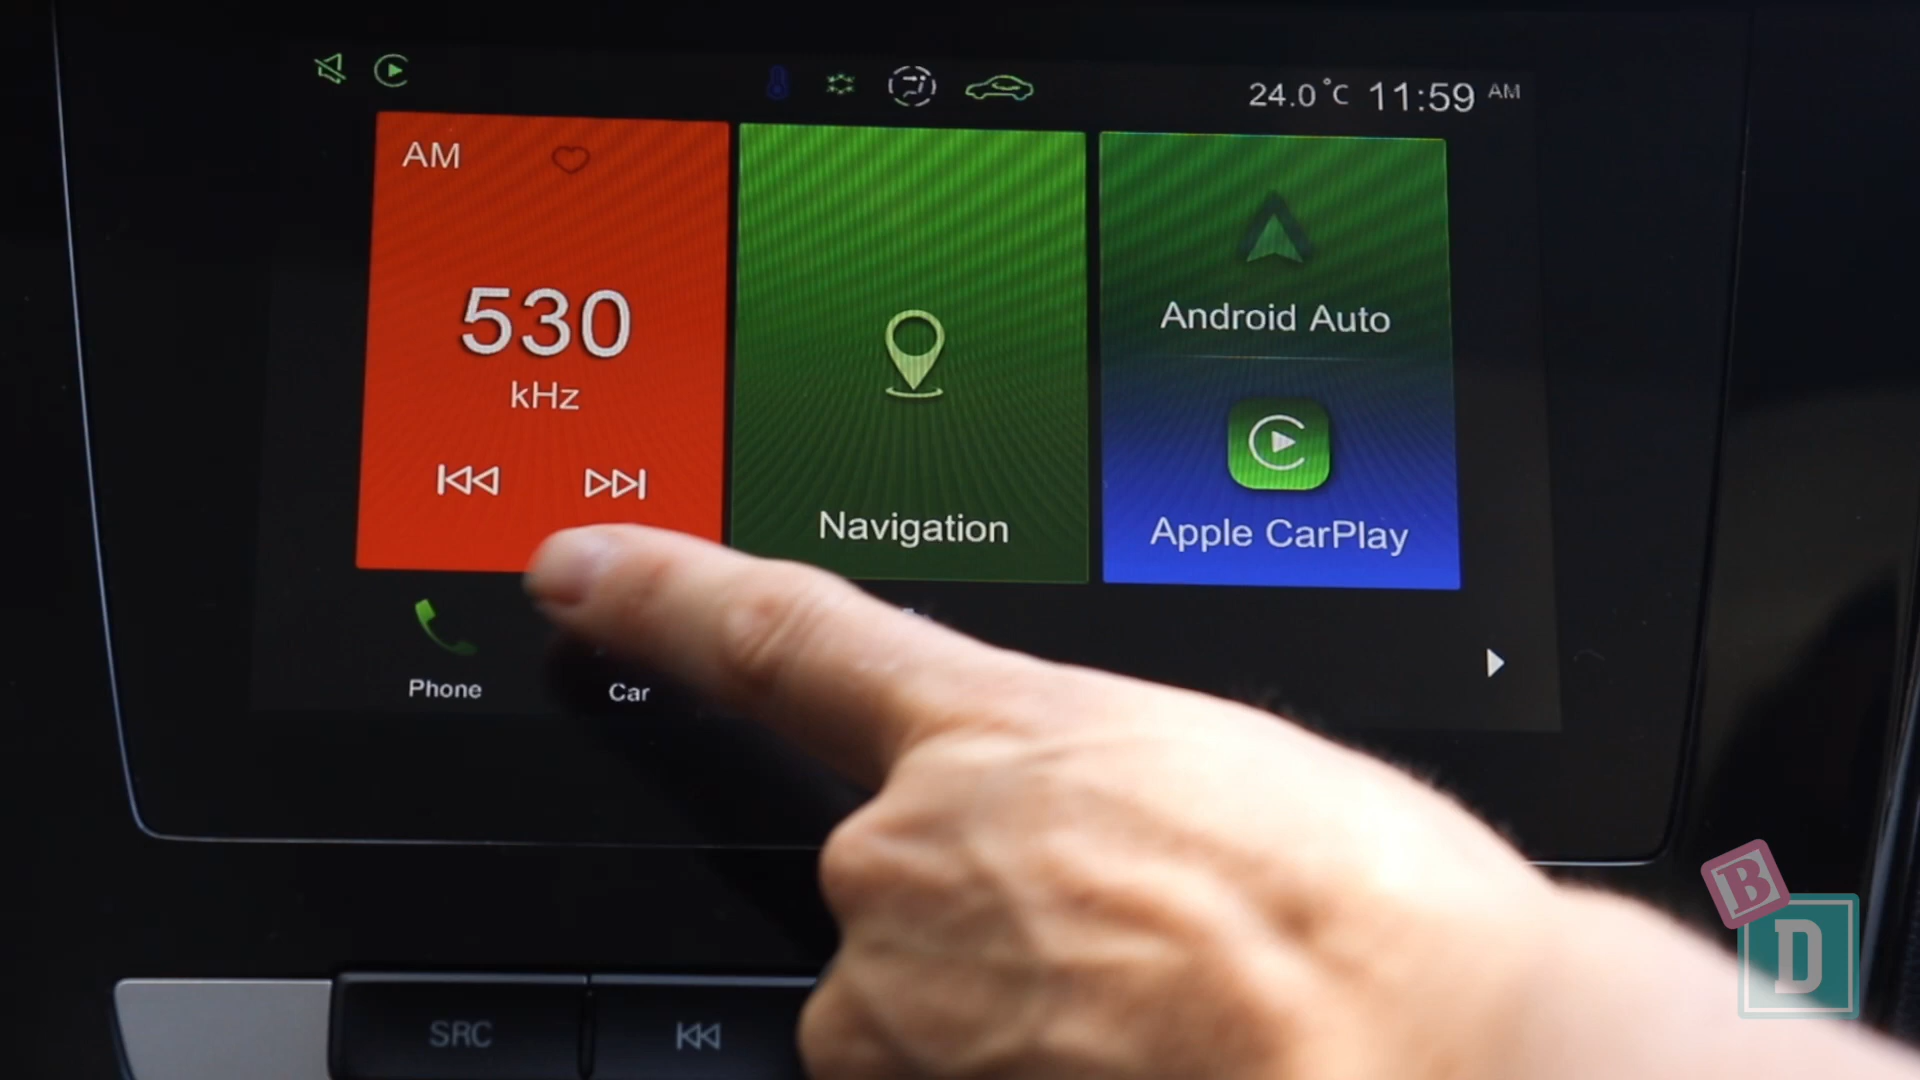 24.0°C 11:59 AM
AM
530
kHz
Navigation
Android Auto
Apple CarPlay
Phone
Car
SRC
B
D